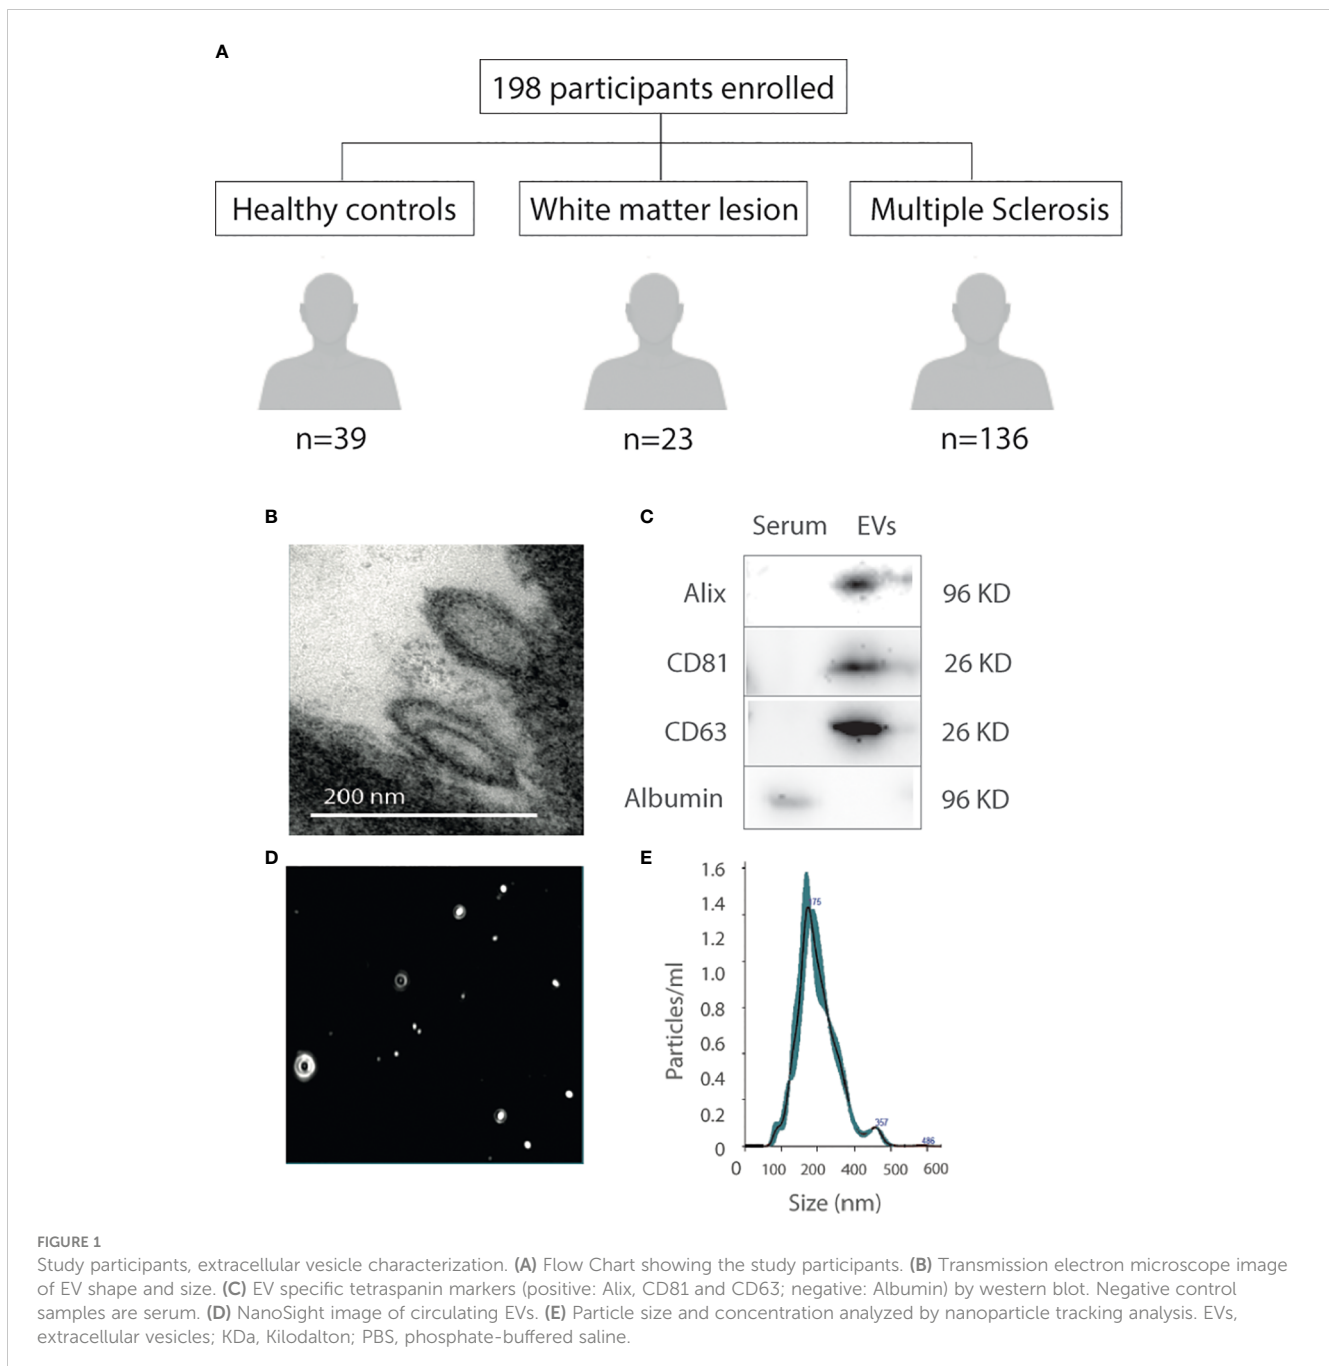 A
198 participants enrolled
Healthy controls
White matter lesion
Multiple Sclerosis
n=39
n=23
n=136
B
200 nm
C
Serum EVs
Alix 96 KD
CD81 26 KD
CD63 26 KD
Albumin 96 KD
D
E
Particles/ml
1.6
1.4
1.2
1.0
0.8
0.6
0.4
0.2
0
175
357
486
0 100 200 400 500 600
Size (nm)
FIGURE 1
Study participants, extracellular vesicle characterization. (A) Flow Chart showing the study participants. (B) Transmission electron microscope image
of EV shape and size. (C) EV specific tetraspanin markers (positive: Alix, CD81 and CD63; negative: Albumin) by western blot. Negative control
samples are serum. (D) NanoSight image of circulating EVs. (E) Particle size and concentration analyzed by nanoparticle tracking analysis. EVs,
extracellular vesicles; KDa, Kilodalton; PBS, phosphate-buffered saline.